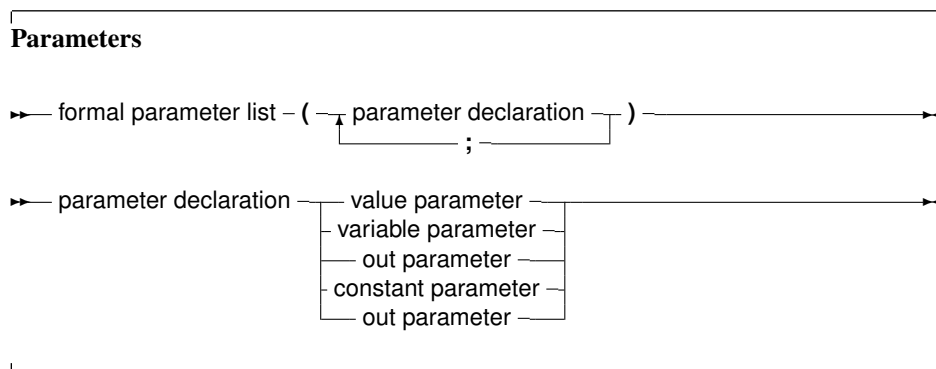 Parameters
formal parameter list ( parameter declaration )
;
parameter declaration value parameter
variable parameter
out parameter
constant parameter
out parameter